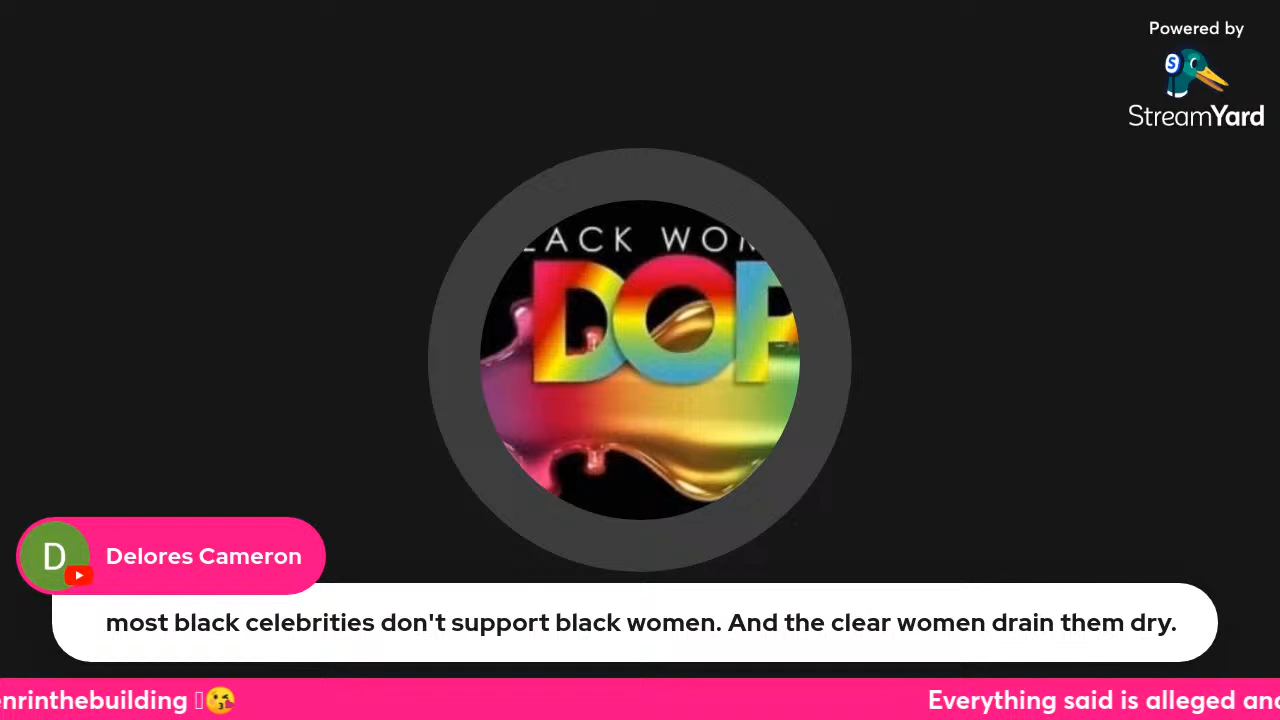 Powered by
StreamYard
LACK WOM
DOP
D
Delores Cameron
most black celebrities don't support black women. And the clear women drain them dry.
enrinthebuilding 😘
Everything said is alleged and